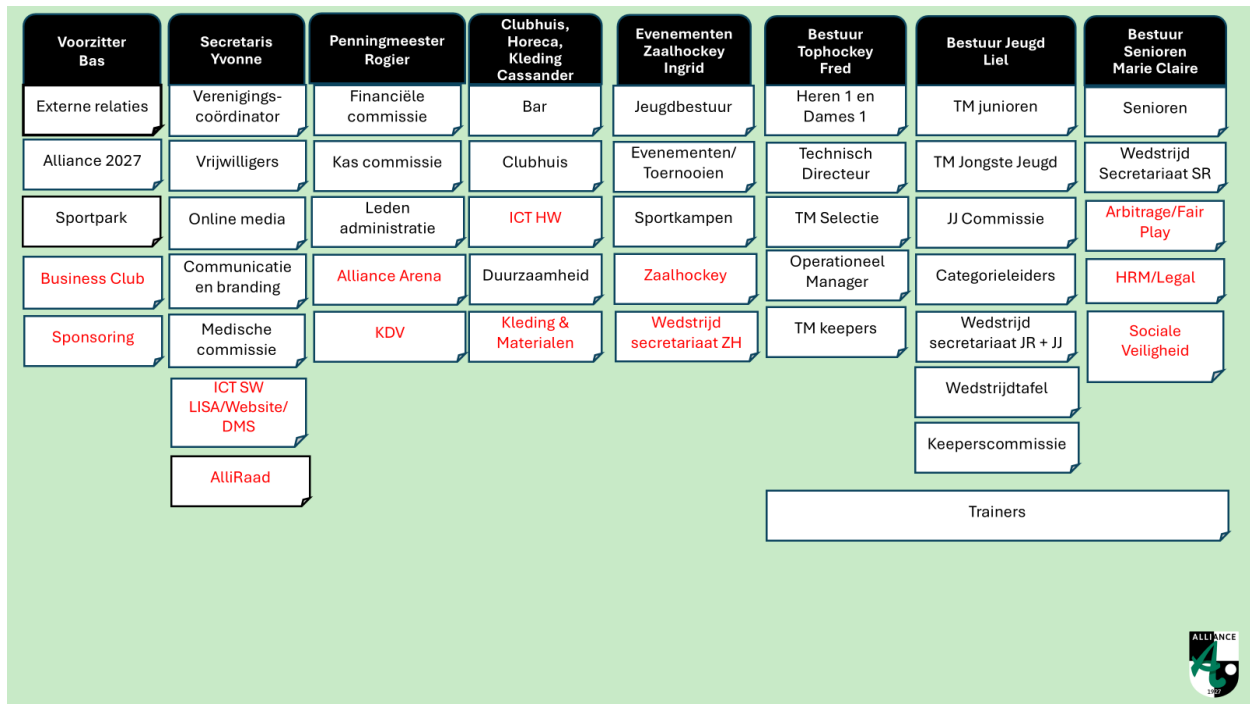 Voorzitter
Bas
Externe relaties
Alliance 2027
Sportpark
Business Club
Sponsoring
Secretaris
Yvonne
Verenigings-
coördinator
Vrijwilligers
Online media
Communicatie
en branding
Medische
commissie
ICT SW
LISA/Website/
DMS
AlliRaad
Penningmeester
Rogier
Financiële
commissie
Kas commissie
Leden
administratie
Alliance Arena
KDV
Clubhuis,
Horeca,
Kleding
Cassander
Bar
Clubhuis
ICT HW
Duurzaamheid
Kleding &
Materialen
Evenementen
Zaalhockey
Ingrid
Jeugdbestuur
Evenementen/
Toernooien
Sportkampen
Zaalhockey
Wedstrijd
secretariaat ZH
Bestuur
Tophockey
Fred
Heren 1 en
Dames 1
Technisch
Directeur
TM Selectie
Operationeel
Manager
TM keepers
Bestuur Jeugd
Liel
TM junioren
TM Jongste Jeugd
JJ Commissie
Categorieleiders
Wedstrijd
secretariaat JR + JJ
Wedstrijdtafel
Keeperscommissie
Bestuur
Senioren
Marie Claire
Senioren
Wedstrijd
Secretariaat SR
Arbitrage/Fair
Play
HRM/Legal
Sociale
Veiligheid
Trainers
ALLIANCE